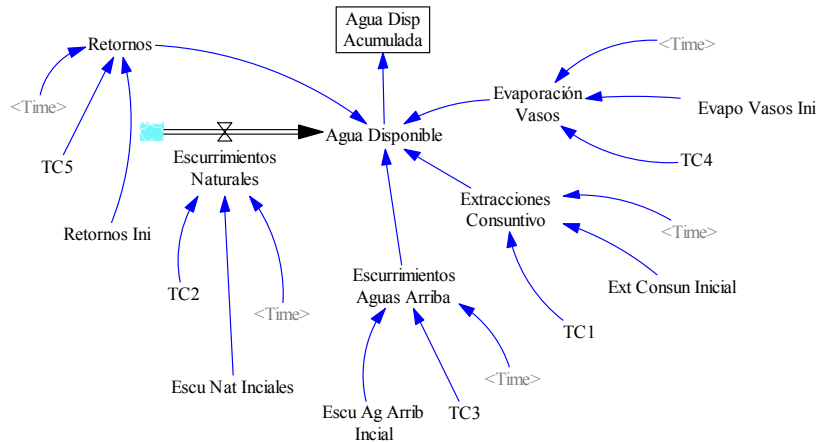 Agua Disp
Acumulada
Retornos
<Time>
<Time>
Evaporación
Vasos
Evapo Vasos Ini
Agua Disponible
TC5
Escurrimientos
Naturales
TC4
Extracciones
Consuntivo
Retornos Ini
<Time>
Escurrimientos
Aguas Arriba
Ext Consun Inicial
TC2
<Time>
TC1
<Time>
Escu Nat Inciales
Escu Ag Arrib
Incial
TC3